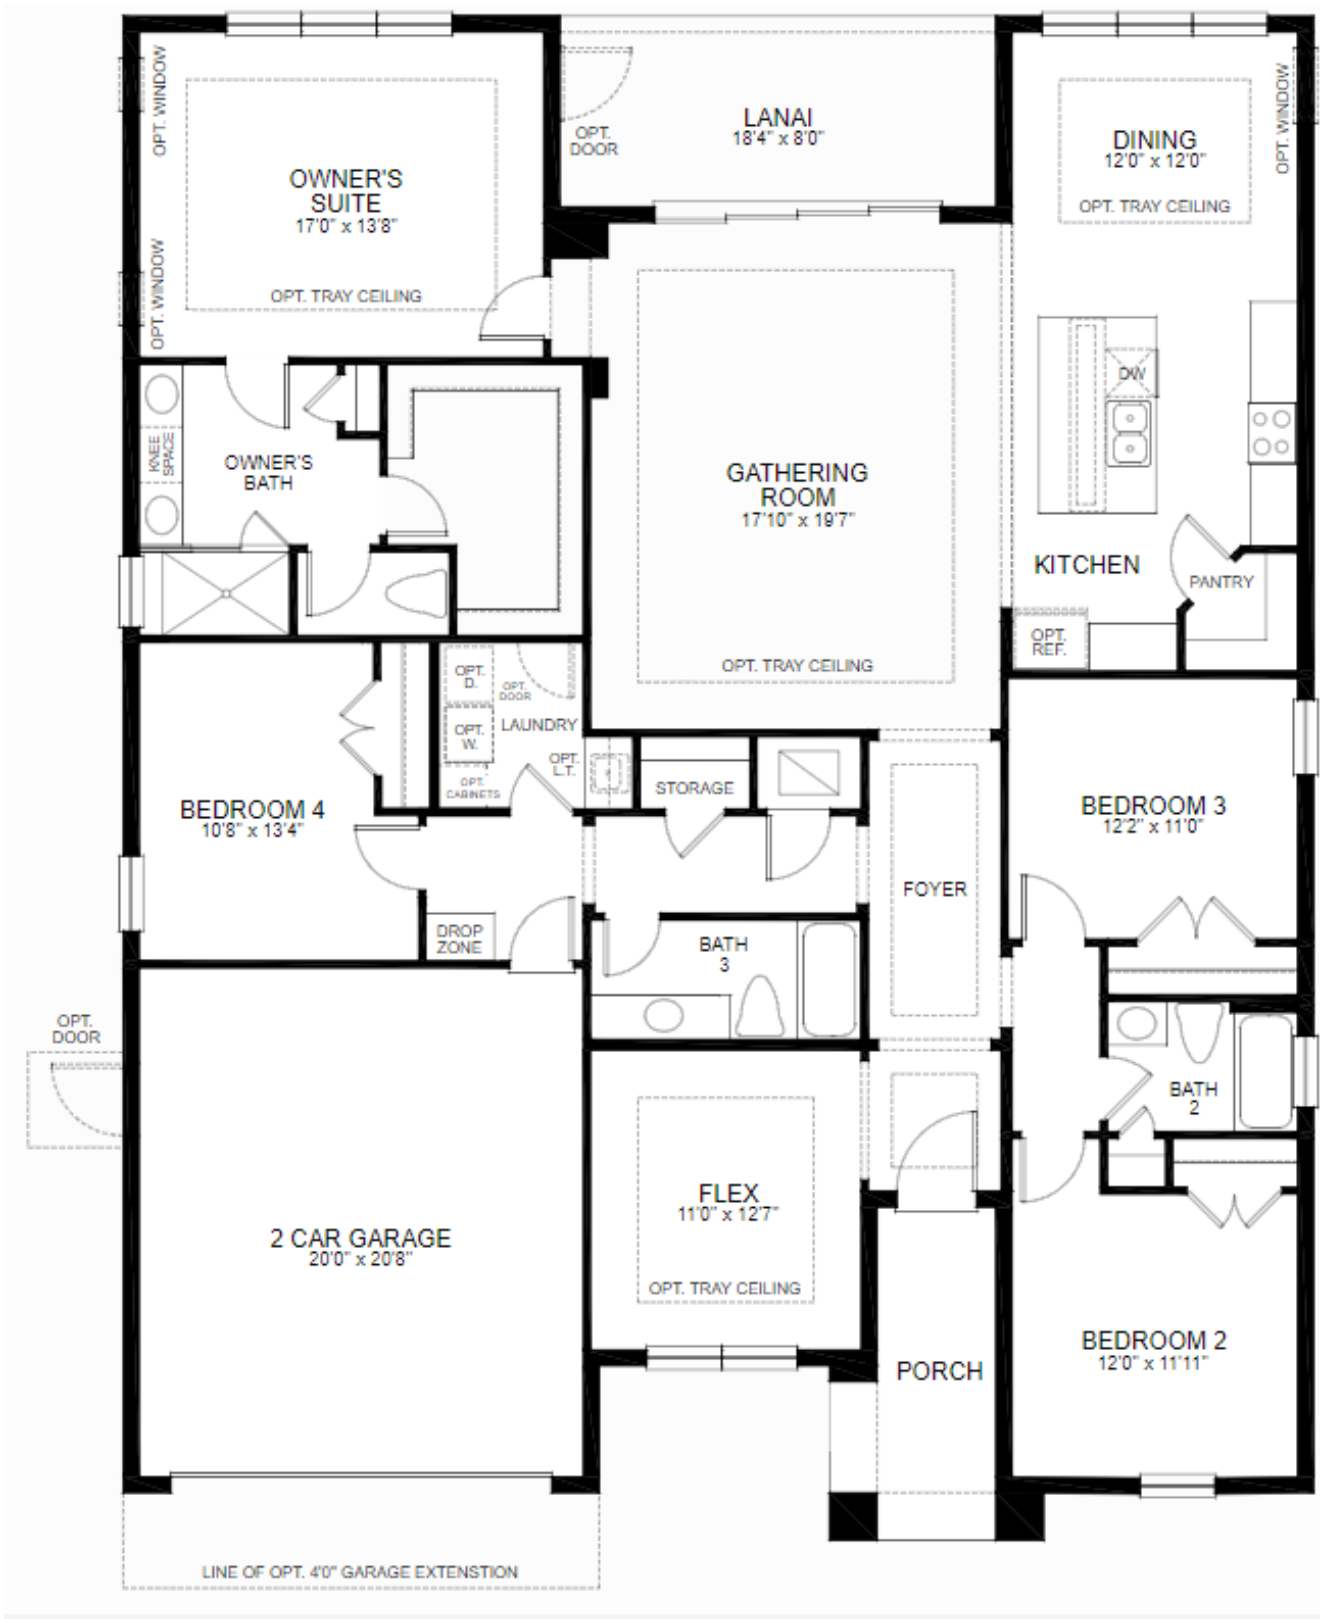 OPT. WINDOW
OWNER'S
SUITE
17'0" x 13'8"
OPT. TRAY CEILING
OPT. WINDOW
OPT.
DOOR
LANAI
18'4" x 8'0"
DINING
12'0" x 12'0"
OPT. TRAY CEILING
OPT. WINDOW
KNEE
SPACE
OWNER'S
BATH
GATHERING
ROOM
17'10" x 19'7"
OPT. TRAY CEILING
DW
KITCHEN
PANTRY
OPT.
REF.
OPT.
D.
OPT.
DOOR
OPT.
W.
LAUNDRY
OPT.
L.T.
OPT.
CABINETS
STORAGE
BEDROOM 4
10'8" x 13'4"
BEDROOM 3
12'2" x 11'0"
FOYER
DROP
ZONE
BATH
3
OPT.
DOOR
BATH
2
FLEX
11'0" x 12'7"
OPT. TRAY CEILING
2 CAR GARAGE
20'0" x 20'8"
PORCH
BEDROOM 2
12'0" x 11'11"
LINE OF OPT. 4'0" GARAGE EXTENSTION